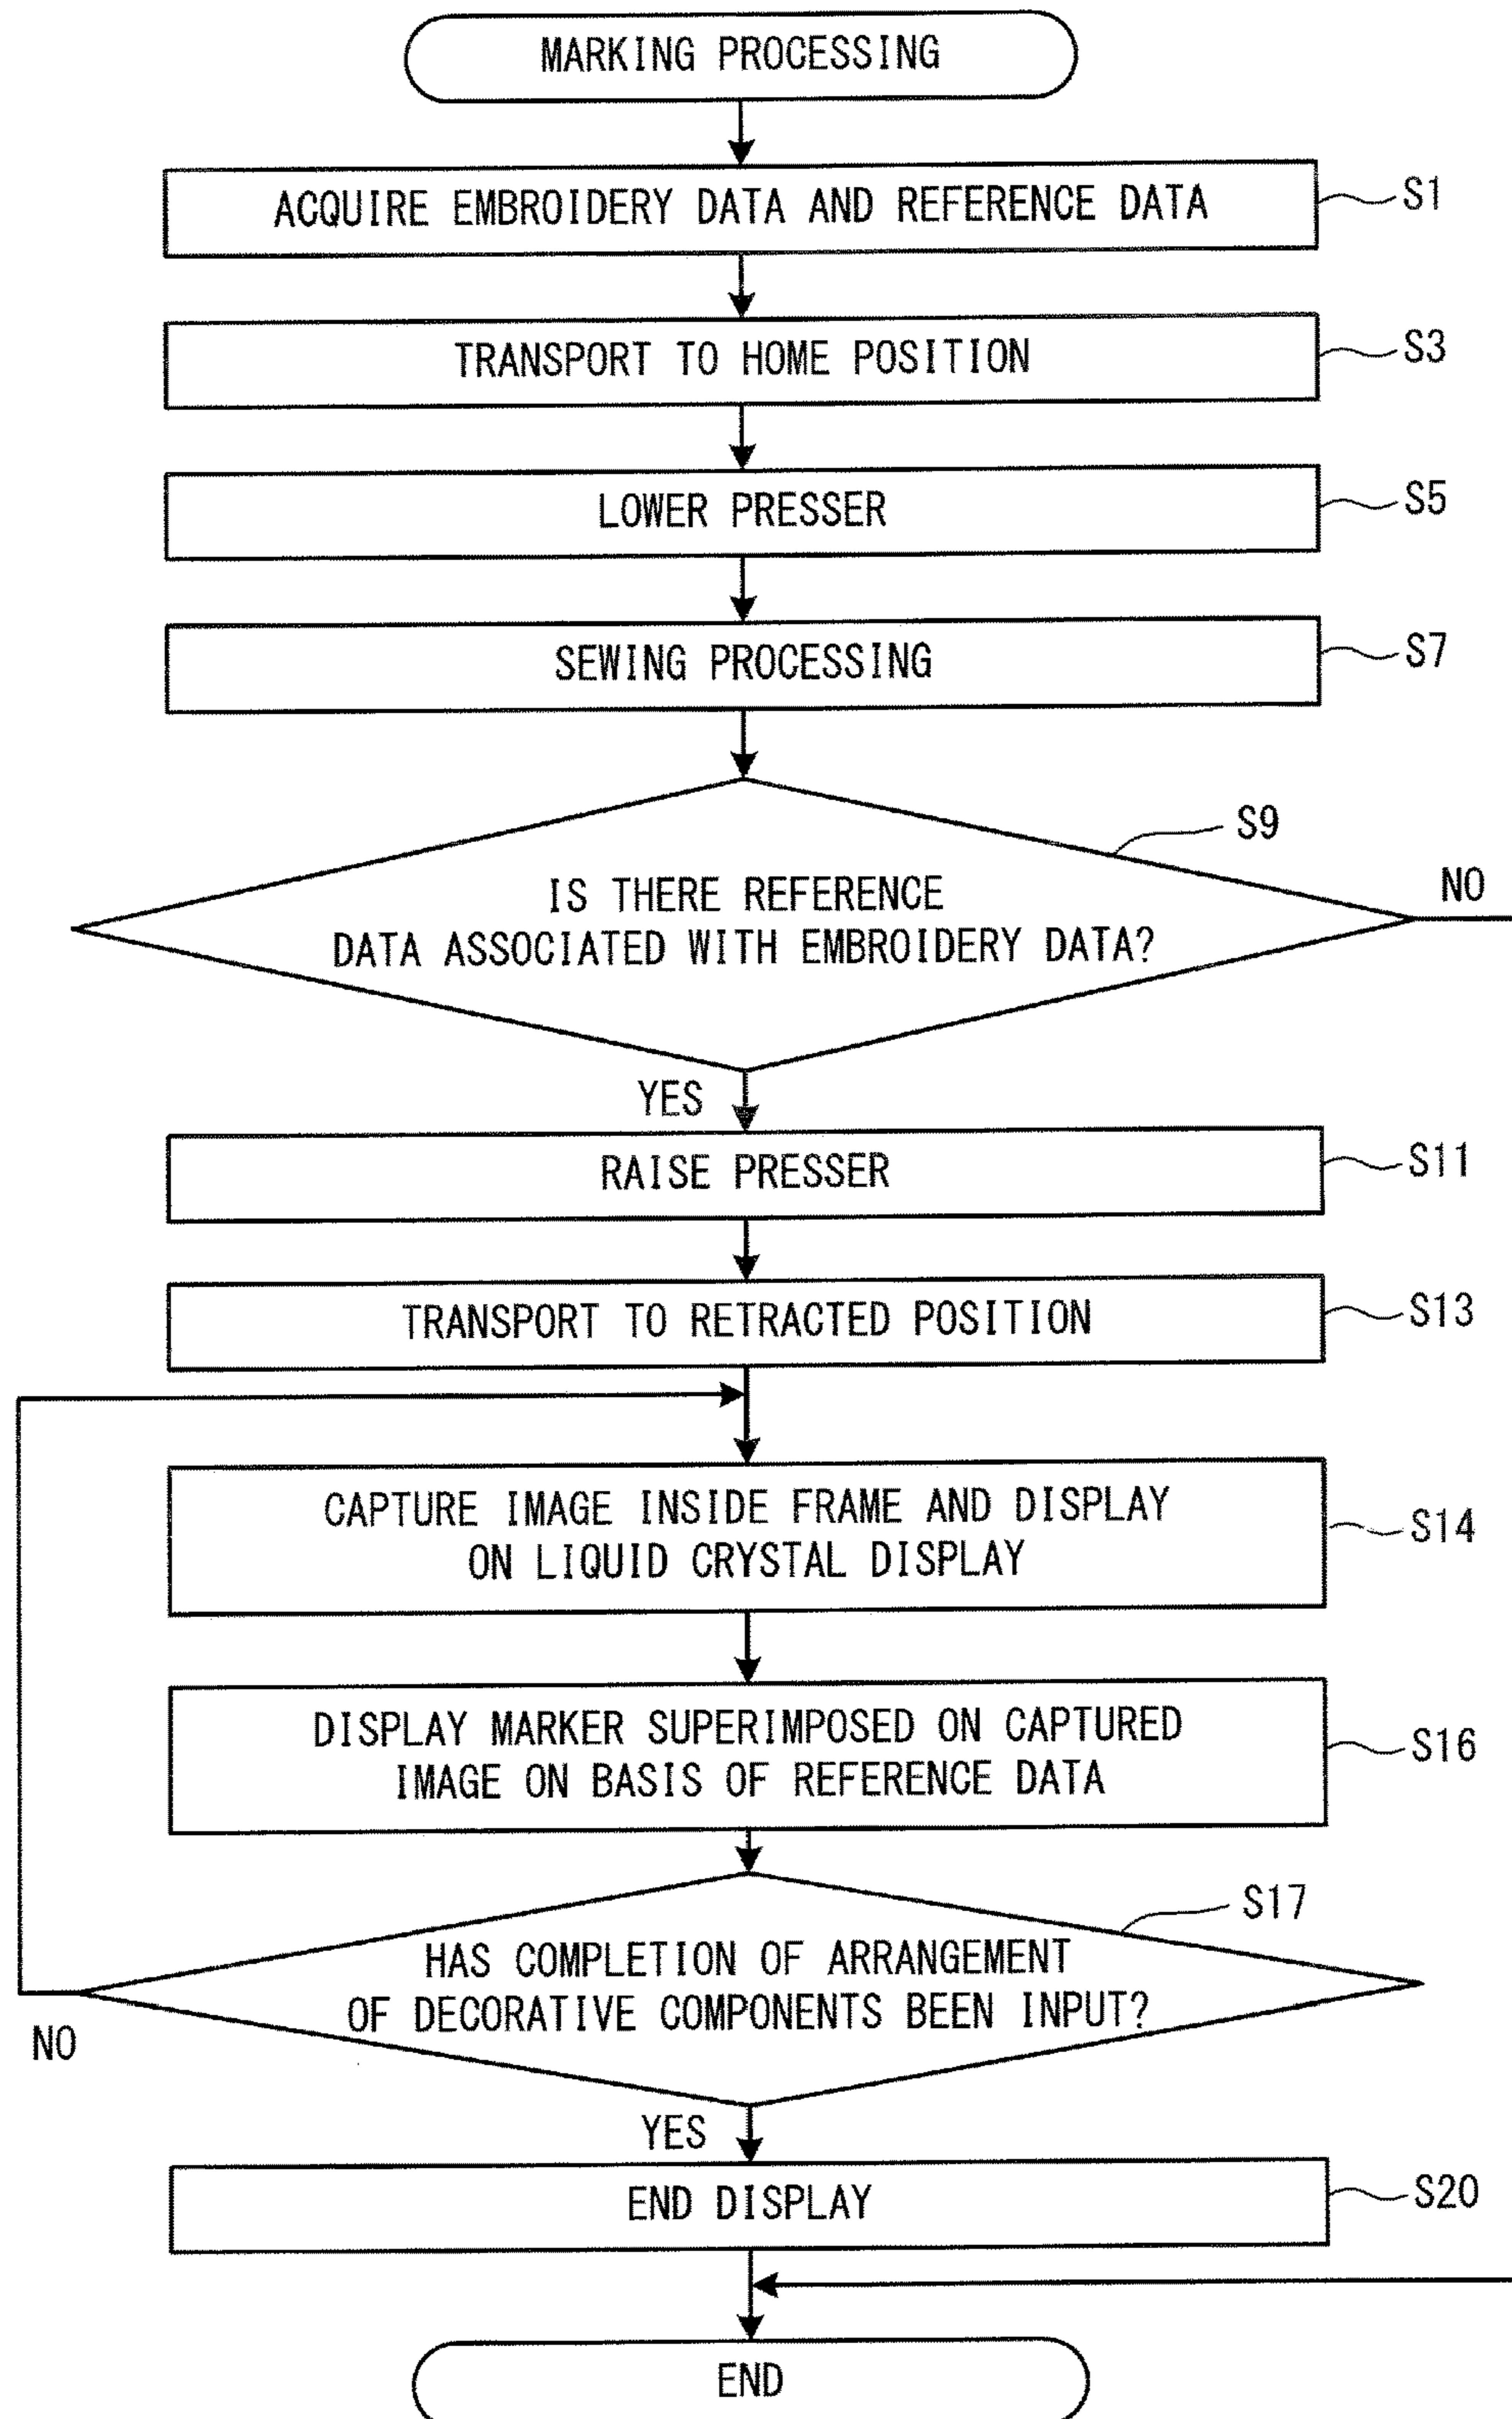 MARKING PROCESSING
ACQUIRE EMBROIDERY DATA AND REFERENCE DATA
S1
TRANSPORT TO HOME POSITION
S3
LOWER PRESSER
S5
SEWING PROCESSING
S7
S9
IS THERE REFERENCE
DATA ASSOCIATED WITH EMBROIDERY DATA?
NO
YES
RAISE PRESSER
S11
TRANSPORT TO RETRACTED POSITION
S13
CAPTURE IMAGE INSIDE FRAME AND DISPLAY
ON LIQUID CRYSTAL DISPLAY
S14
DISPLAY MARKER SUPERIMPOSED ON CAPTURED
IMAGE ON BASIS OF REFERENCE DATA
S16
S17
HAS COMPLETION OF ARRANGEMENT
OF DECORATIVE COMPONENTS BEEN INPUT?
NO
YES
END DISPLAY
S20
END